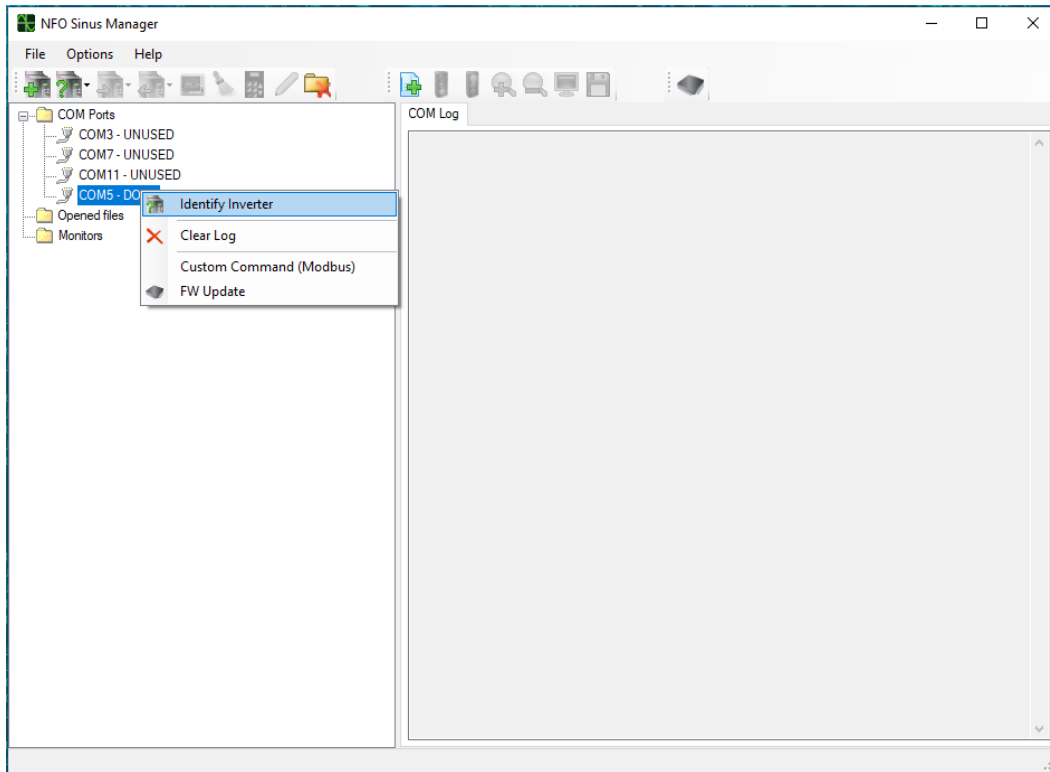 NFO Sinus Manager
File Options Help
COM Ports
COM Log
COM3 - UNUSED
COM7 - UNUSED
COM11 - UNUSED
COM5 -
Identify Inverter
Opened files
Monitors
Clear Log
Custom Command (Modbus)
FW Update